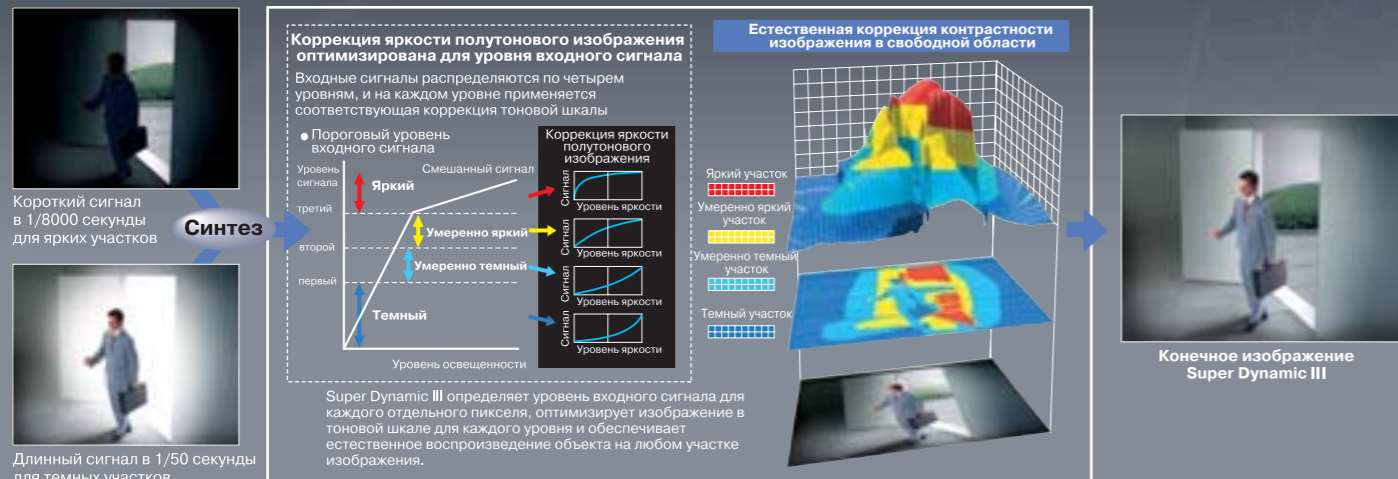 Короткий сигнал
в 1/8000 секунды
для ярких участков
Длинный сигнал в 1/50 секунды
для темных участков
Синтез
Коррекция яркости полутонового изображения
оптимизирована для уровня входного сигнала
Входные сигналы распределяются по четырем
уровням, и на каждом уровне применяется
соответствующая коррекция тоновой шкалы
● Пороговый уровень
входного сигнала
Уровень
сигнала
третий
второй
первый
Смешанный сигнал
Яркий
Умеренно яркий
Умеренно темный
Темный
Уровень освещенности
Коррекция яркости
полутонового
изображения
Сигнал
Уровень яркости
Сигнал
Уровень яркости
Сигнал
Уровень яркости
Сигнал
Уровень яркости
Super Dynamic III определяет уровень входного сигнала для
каждого отдельного пикселя, оптимизирует изображение в
тоновой шкале для каждого уровня и обеспечивает
естественное воспроизведение объекта на любом участке
изображения.
Естественная коррекция контрастности
изображения в свободной области
Яркий участок
Умеренно яркий
участок
Умеренно темный
участок
Темный участок
Конечное изображение
Super Dynamic III